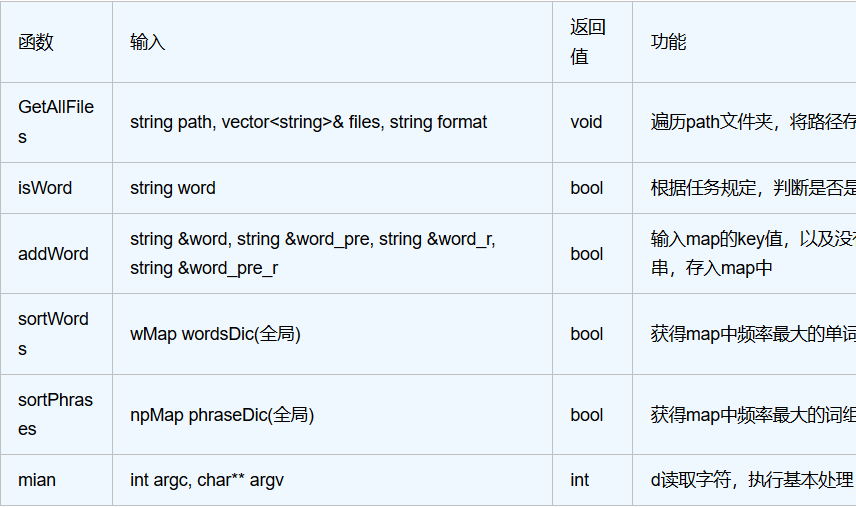 函数 输入 返回值 功能
GetAllFiles string path, vector<string>& files, string format void 遍历path文件夹，将路径存
isWord string word bool 根据任务规定，判断是否是
addWord string &word, string &word_pre, string &word_r, string &word_pre_r bool 输入map的key值，以及没有 串，存入map中
sortWords wMap wordsDic(全局) bool 获得map中频率最大的单词
sortPhrases npMap phraseDic(全局) bool 获得map中频率最大的词组
mian int argc, char** argv int d读取字符，执行基本处理